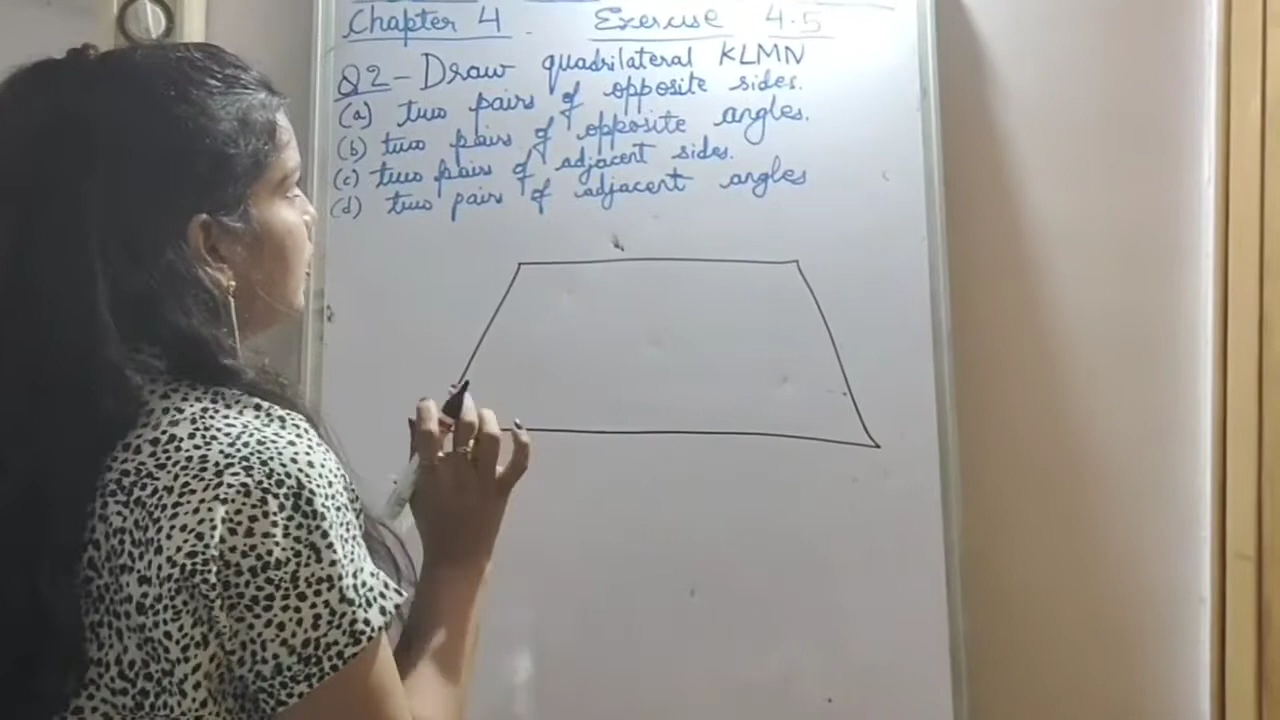 Chapter 4. Exercise 4.5
Q2- Draw quadrilateral KLMN
(a) two pairs of opposite sides.
(b) two pairs of opposite angles.
(c) two pairs of adjacent sides.
(d) two pairs of adjacent angles